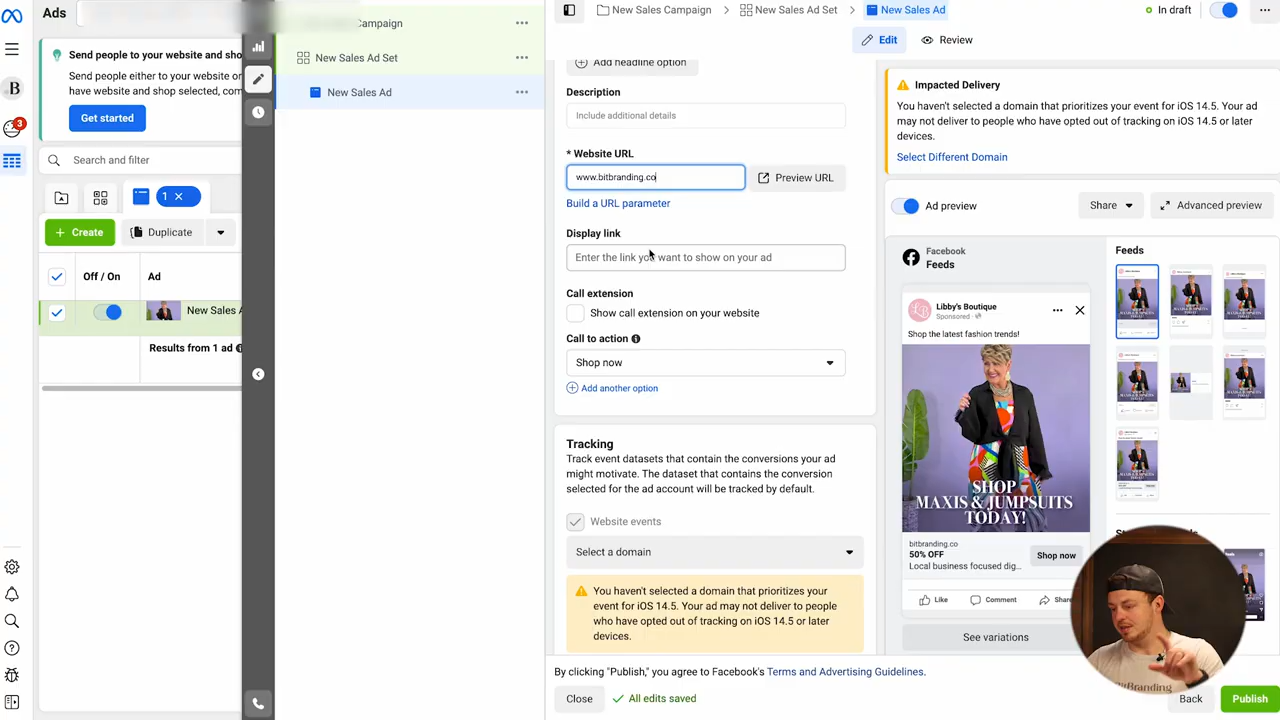 Ads
Send people to your website and sho
Send people either to your website or
have website and shop selected, com
Get started
B
3
Search and filter
1 ×
+ Create
Duplicate
Off / On
Ad
New Sales A
Results from 1 ad
Campaign
New Sales Ad Set
New Sales Ad
New Sales Campaign
New Sales Ad Set
New Sales Ad
In draft
Edit
Review
Add headline option
Description
Include additional details
* Website URL
www.bitbranding.co
Preview URL
Build a URL parameter
Display link
Enter the link you want to show on your ad
Call extension
Show call extension on your website
Call to action
Shop now
Add another option
Tracking
Track event datasets that contain the conversions your ad
might motivate. The dataset that contains the conversion
selected for the ad account will be tracked by default.
Website events
Select a domain
You haven't selected a domain that prioritizes your
event for iOS 14.5. Your ad may not deliver to people
who have opted out of tracking on iOS 14.5 or later
devices.
By clicking "Publish," you agree to Facebook's Terms and Advertising Guidelines.
Close
All edits saved
Back
Publish
Impacted Delivery
You haven't selected a domain that prioritizes your event for iOS 14.5. Your ad
may not deliver to people who have opted out of tracking on iOS 14.5 or later
devices.
Select Different Domain
Ad preview
Share
Advanced preview
Facebook
Feeds
Libby's Boutique
Sponsored ·
Shop the latest fashion trends!
SHOP
MAXIS & JUMPSUITS
TODAY!
bitbranding.co
50% OFF
Local business focused dig...
Shop now
Like
Comment
Share
See variations
Feeds
BitBranding